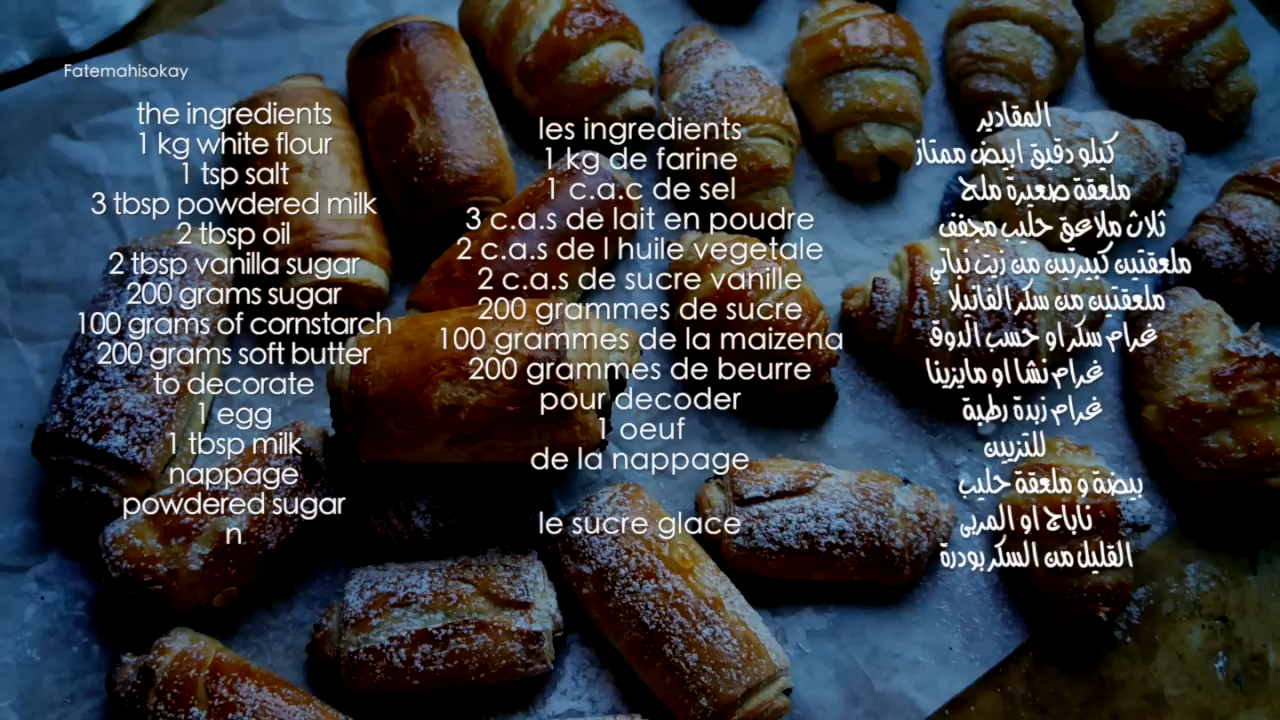 Fatemahisokay
the ingredients
1 kg white flour
1 tsp salt
3 tbsp powdered milk
2 tbsp oil
2 tbsp vanilla sugar
200 grams sugar
100 grams of cornstarch
200 grams soft butter
to decorate
1 egg
1 tbsp milk
nappage
powdered sugar
n
les ingredients
1 kg de farine
1 c.a.c de sel
3 c.a.s de lait en poudre
2 c.a.s de l huile vegetale
2 c.a.s de sucre vanille
200 grammes de sucre
100 grammes de la maizena
200 grammes de beurre
pour decoder
1 oeuf
de la nappage
le sucre glace
المقادير
كيلو دقيق ابيض ممتاز
ملعقة صغيرة ملح
ثلاث ملاعق حليب مجفف
ملعقتين كبيرتين من زيت نباتي
ملعقتين من سكر الفانيلا
غرام سكر او حسب الدوق
غرام نشا او مايزينا
غرام زبدة رطبة
للتزيين
بيضة و ملعقة حليب
ناباج او المربى
القليل من السكر بودرة